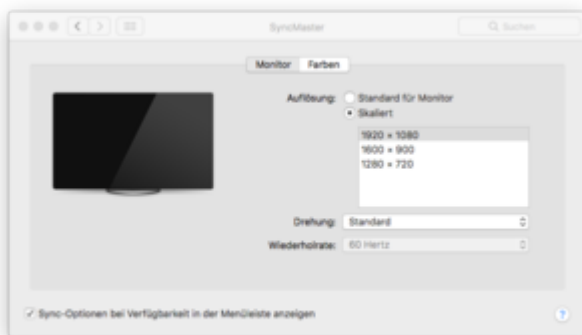 SyncMaster
Suchen
Monitor Farben
Auflösung: Standard für Monitor
Skaliert
1920 × 1080
1600 × 900
1280 × 720
Drehung: Standard
Wiederholrate: 60 Hertz
Sync-Optionen bei Verfügbarkeit in der Menüleiste anzeigen
?